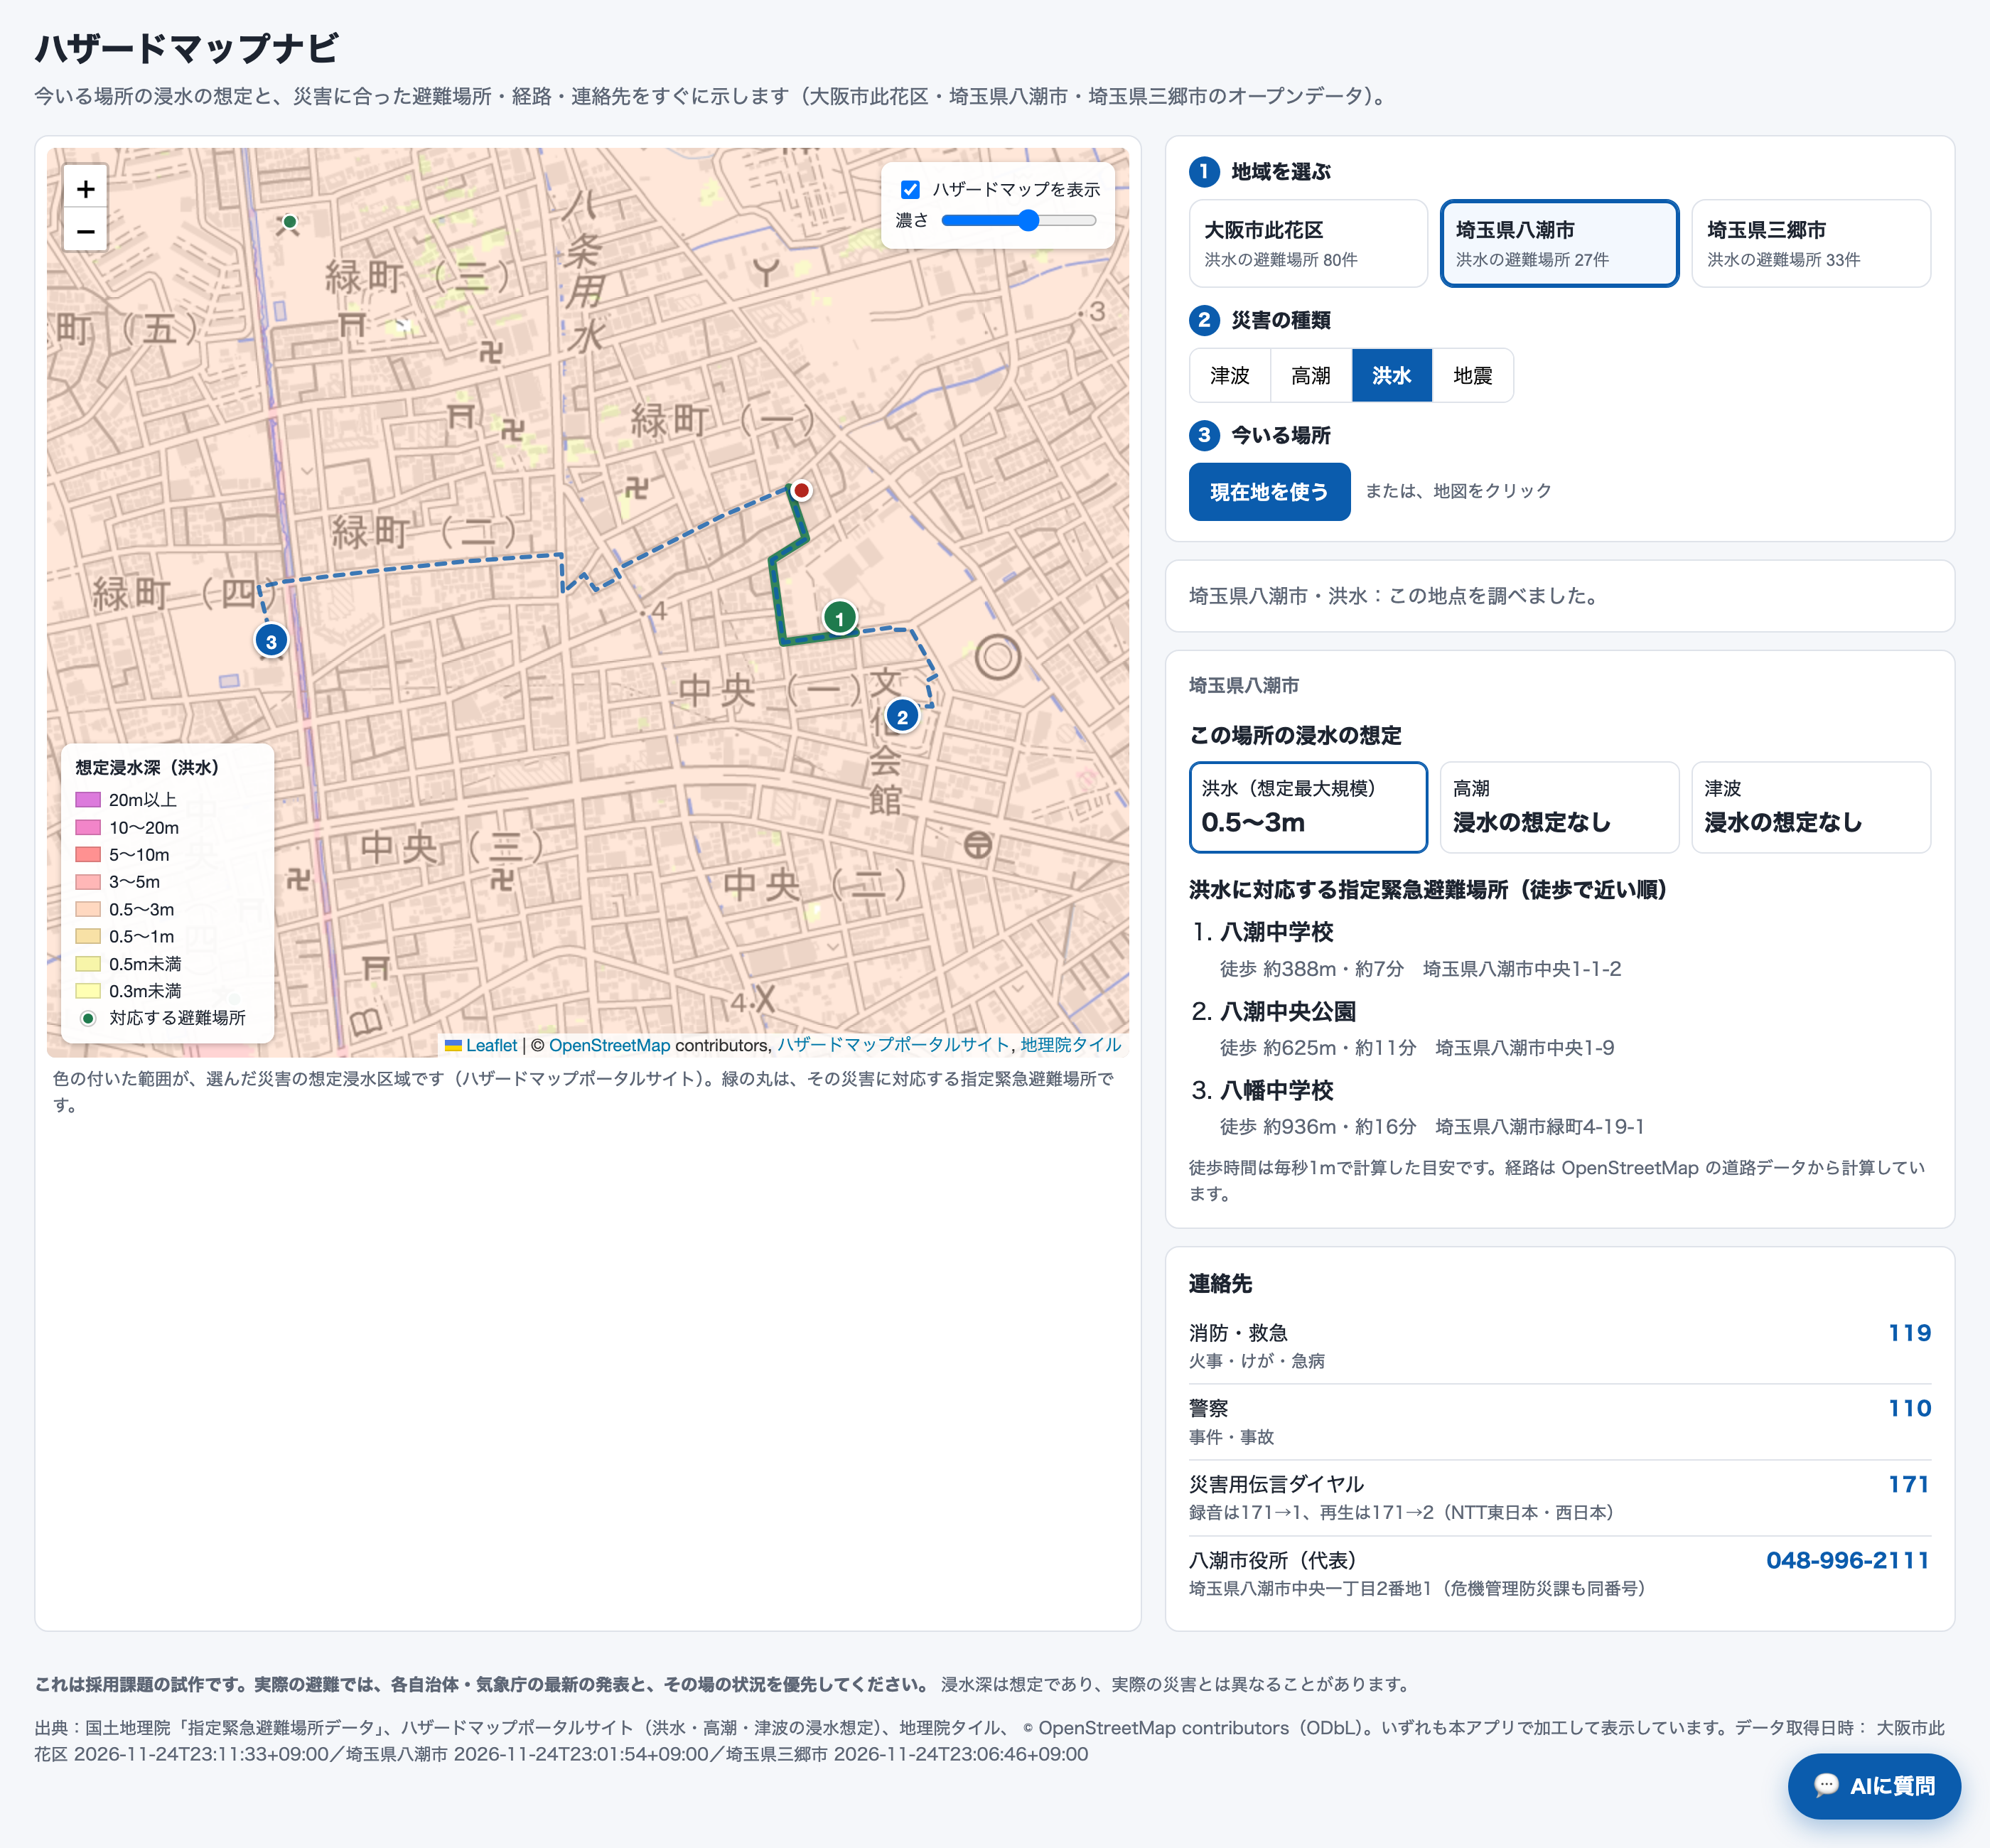 ハザードマップナビ
今いる場所の浸水の想定と、災害に合った避難場所・経路・連絡先をすぐに示します（大阪市此花区・埼玉県八潮市・埼玉県三郷市のオープンデータ）。
+
−
ハザードマップを表示
濃さ
八条用水
緑町（三）
町（五）
.3
緑町（一）
緑町（二）
緑町（四）
.4
1
3
中央（一）
文化会館
2
中央（三）
中央（二）
4.
想定浸水深（洪水）
20m以上
10〜20m
5〜10m
3〜5m
0.5〜3m
0.5〜1m
0.5m未満
0.3m未満
対応する避難場所
Leaflet | © OpenStreetMap contributors, ハザードマップポータルサイト, 地理院タイル
色の付いた範囲が、選んだ災害の想定浸水区域です（ハザードマップポータルサイト）。緑の丸は、その災害に対応する指定緊急避難場所で
す。
1 地域を選ぶ
大阪市此花区
洪水の避難場所 80件
埼玉県八潮市
洪水の避難場所 27件
埼玉県三郷市
洪水の避難場所 33件
2 災害の種類
津波 高潮 洪水 地震
3 今いる場所
現在地を使う または、地図をクリック
埼玉県八潮市・洪水：この地点を調べました。
埼玉県八潮市
この場所の浸水の想定
洪水（想定最大規模）
0.5〜3m
高潮
浸水の想定なし
津波
浸水の想定なし
洪水に対応する指定緊急避難場所（徒歩で近い順）
1. 八潮中学校
徒歩 約388m・約7分 埼玉県八潮市中央1-1-2
2. 八潮中央公園
徒歩 約625m・約11分 埼玉県八潮市中央1-9
3. 八幡中学校
徒歩 約936m・約16分 埼玉県八潮市緑町4-19-1
徒歩時間は毎秒1mで計算した目安です。経路は OpenStreetMap の道路データから計算してい
ます。
連絡先
消防・救急 119
火事・けが・急病
警察 110
事件・事故
災害用伝言ダイヤル 171
録音は171→1、再生は171→2（NTT東日本・西日本）
八潮市役所（代表） 048-996-2111
埼玉県八潮市中央一丁目2番地1（危機管理防災課も同番号）
これは採用課題の試作です。実際の避難では、各自治体・気象庁の最新の発表と、その場の状況を優先してください。 浸水深は想定であり、実際の災害とは異なることがあります。
出典：国土地理院「指定緊急避難場所データ」、ハザードマップポータルサイト（洪水・高潮・津波の浸水想定）、地理院タイル、 © OpenStreetMap contributors（ODbL）。いずれも本アプリで加工して表示しています。データ取得日時： 大阪市此
花区 2026-11-24T23:11:33+09:00／埼玉県八潮市 2026-11-24T23:01:54+09:00／埼玉県三郷市 2026-11-24T23:06:46+09:00
AIに質問